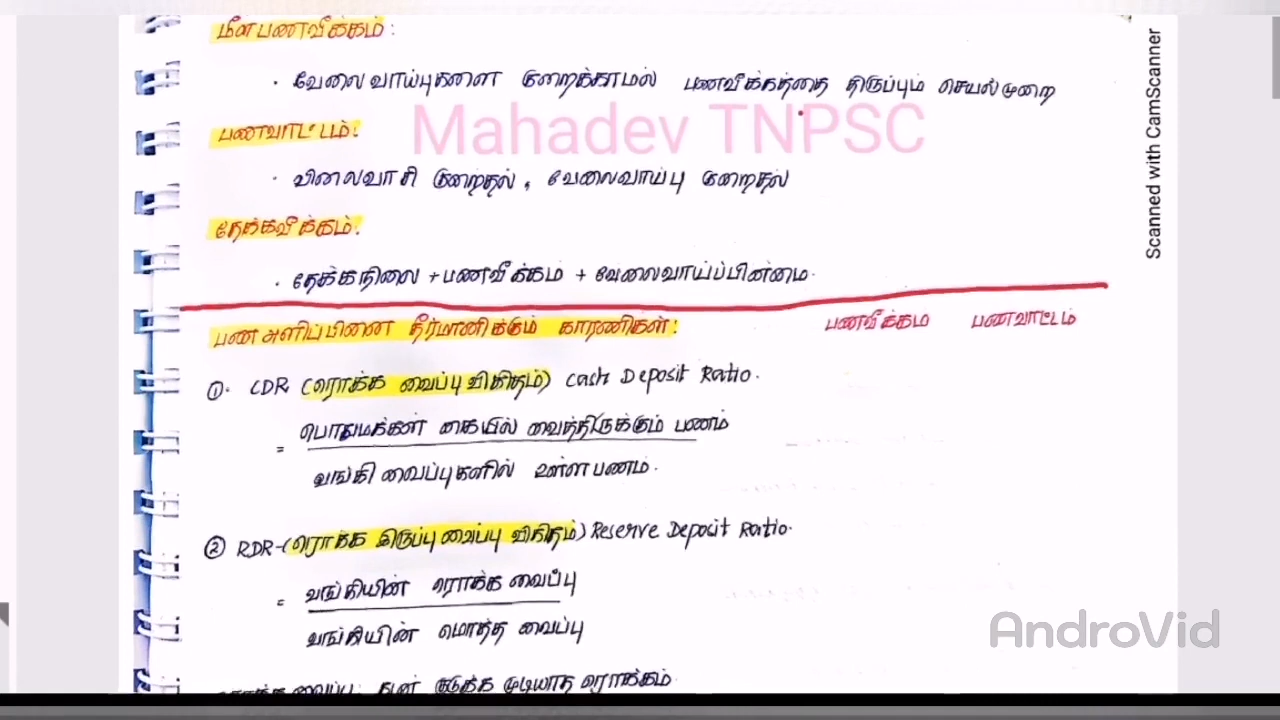 மீள்பணவீக்கம் :
· வேலைவாய்புகளை குறைக்காமல் பணவீக்கத்தை திருப்பும் செயல்முறை
Mahadev TNPSC
பணவாட்டம் :
· விலைவாசி குறைதல் , வேலைவாய்பு குறைதல்
தேக்கவீக்கம் .
· தேக்கநிலை + பணவீக்கம் + வேலைவாய்ப்பின்மை .
பண அளிப்பினை தீர்மானிக்கும் காரணிகள் ! பணவீக்கம பணவாட்டம்
① . CDR (ரொக்க வைப்பு விகிதம்) Cash Deposit Ratio .
= பொதுமக்கள் கையில் வைத்திருக்கும் பணம்
வங்கி வைப்புகளில் உள்ள பணம் .
② RDR - (ரொக்க இருப்பு வைப்பு விகிதம்) Reserve Deposit Ratio .
= வங்கியின் ரொக்க வைப்பு
வங்கியின் மொத்த வைப்பு
முடியாத ரொக்கம்
Scanned with CamScanner
AndroVid